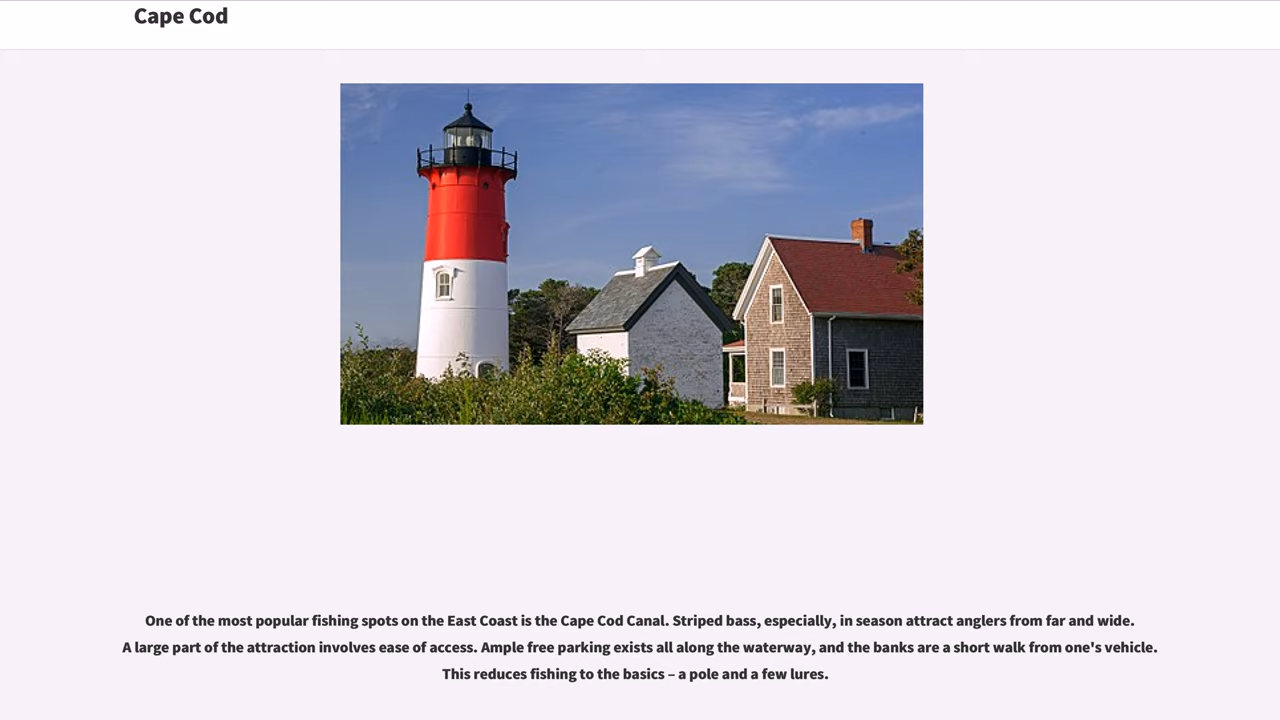 Cape Cod
One of the most popular fishing spots on the East Coast is the Cape Cod Canal. Striped bass, especially, in season attract anglers from far and wide.
A large part of the attraction involves ease of access. Ample free parking exists all along the waterway, and the banks are a short walk from one's vehicle.
This reduces fishing to the basics – a pole and a few lures.